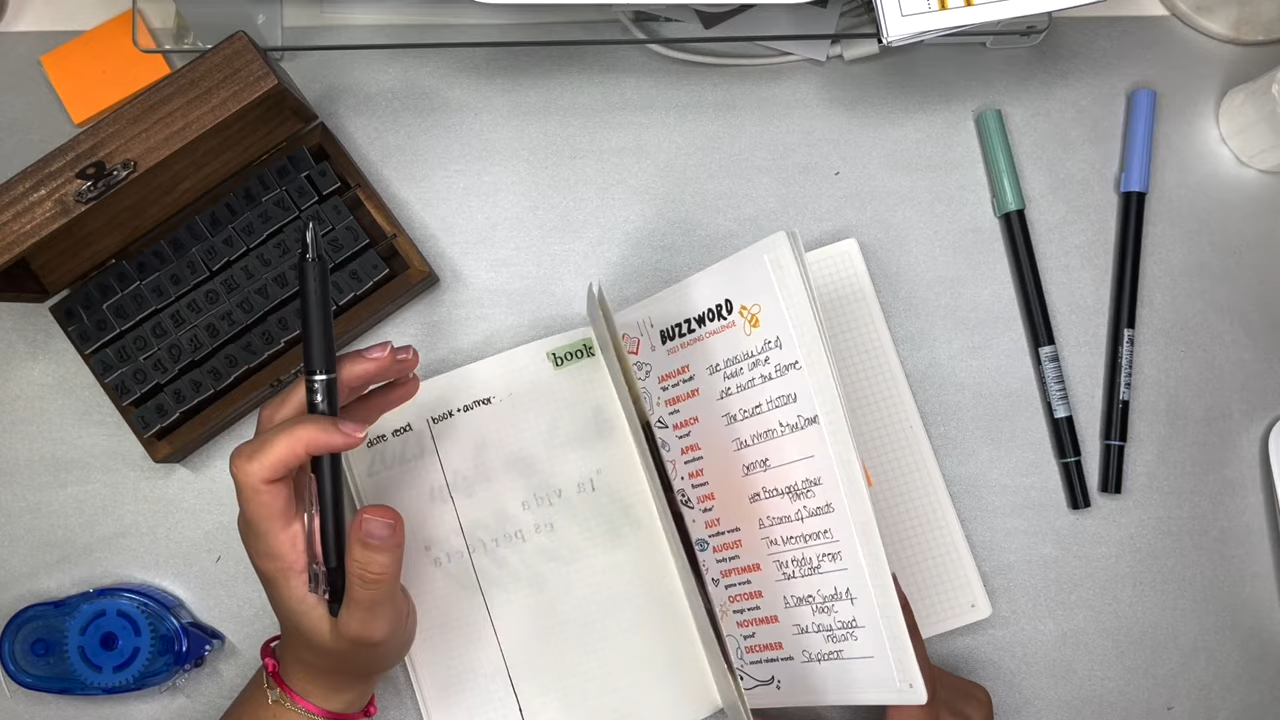 book
date read
book + author
"la vida
es perfecta"
BUZZWORD
2023 READING CHALLENGE
JANUARY
"life" and "death"
The Invisible Life of
Addie Larue
FEBRUARY
verbs
We Hunt the Flame
MARCH
"secret"
The Secret History
APRIL
emotions
The Wrath & the Dawn
MAY
flavours
Orange
JUNE
"other"
Her Body and Other
Parties
JULY
weather words
A Storm of Swords
AUGUST
body parts
The Membranes
SEPTEMBER
game words
The Body Keeps
the Score
OCTOBER
magic words
A Darker Shade of
Magic
NOVEMBER
"good"
The Only Good
Indians
DECEMBER
sound related words
Skipbeat